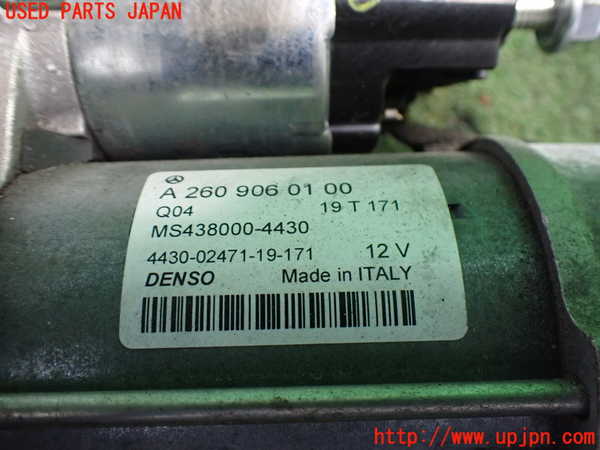 USED PARTS JAPAN
A 260 906 01 00
Q04 19 T 171
MS438000-4430
4430-02471-19-171 12 V
DENSO Made in ITALY
http://www.upjpn.com/